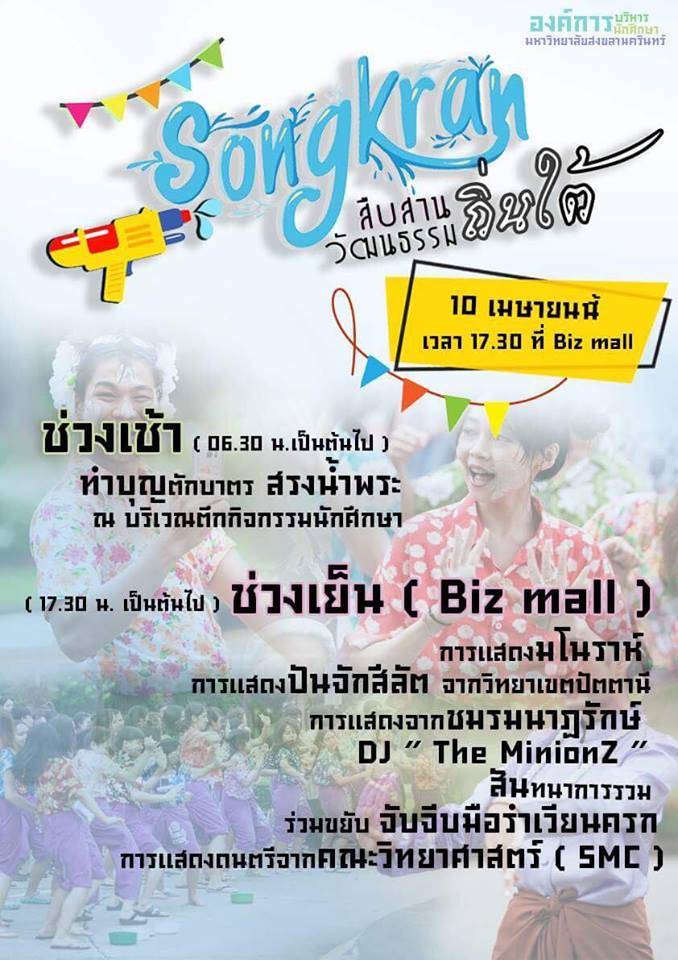 องค์การบริหารนักศึกษา
มหาวิทยาลัยสงขลานครินทร์
Songkran
สืบสาน
วัฒนธรรม ถิ่นใต้
10 เมษายนนี้
เวลา 17.30 ที่ Biz mall
ช่วงเช้า ( 06.30 น.เป็นต้นไป )
ทำบุญตักบาตร สรงน้ำพระ
ณ บริเวณตึกกิจกรรมนักศึกษา
( 17.30 น. เป็นต้นไป ) ช่วงเย็น ( Biz mall )
การแสดงมโนราห์
การแสดงปันจักสีลัต จากวิทยาเขตปัตตานี
การแสดงจากชมรมนาฏรักษ์
DJ " The MinionZ "
สันทนาการรวม
ร่วมขยับ จับจีบมือรำเวียนครก
การแสดงดนตรีจากคณะวิทยาศาสตร์ ( SMC )